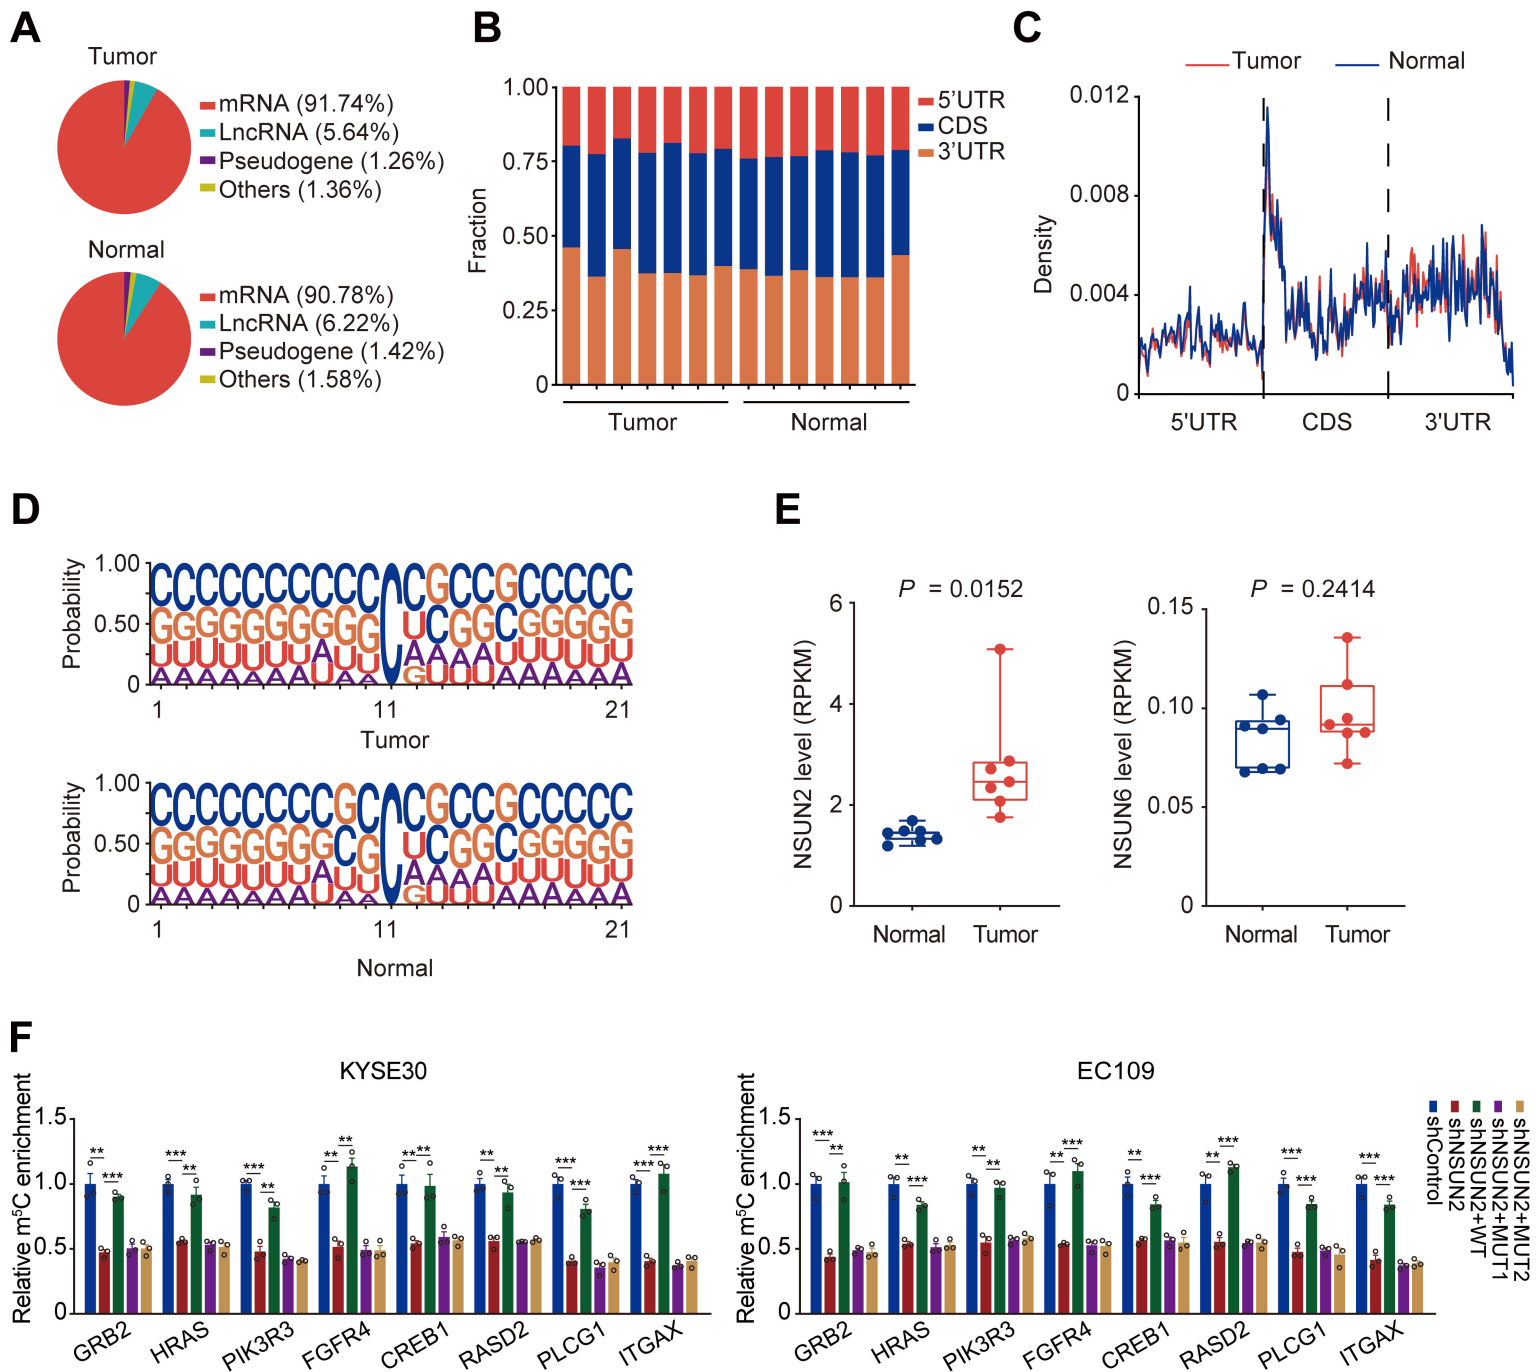 A
Tumor
mRNA (91.74%)
LncRNA (5.64%)
Pseudogene (1.26%)
Others (1.36%)
Normal
mRNA (90.78%)
LncRNA (6.22%)
Pseudogene (1.42%)
Others (1.58%)
B
Fraction
1.00
0.75
0.50
0.25
0
Tumor
Normal
5’UTR
CDS
3’UTR
C
Tumor
Normal
Density
0.012
0.008
0.004
0
5'UTR
CDS
3'UTR
D
Probability
1.00
0.50
0
CCCCCCCCCCCCGCCGCCCCC
1
11
21
Tumor
Probability
1.00
0.50
0
1
11
21
Normal
E
P = 0.0152
NSUN2 level (RPKM)
6
4
2
0
Normal
Tumor
P = 0.2414
NSUN6 level (RPKM)
0.15
0.10
0.05
0
Normal
Tumor
F
KYSE30
Relative m⁵C enrichment
1.5
1.0
0.5
0
** *** *** ** *** ** ** ** ** ** ** ** *** *** *** ***
GRB2
HRAS
PIK3R3
FGFR4
CREB1
RASD2
PLCG1
ITGAX
EC109
Relative m⁵C enrichment
1.5
1.0
0.5
0
*** ** ** *** ** ** ** *** ** *** ** *** *** *** *** ***
GRB2
HRAS
PIK3R3
FGFR4
CREB1
RASD2
PLCG1
ITGAX
shControl
shNSUN2
shNSUN2+WT
shNSUN2+MUT1
shNSUN2+MUT2